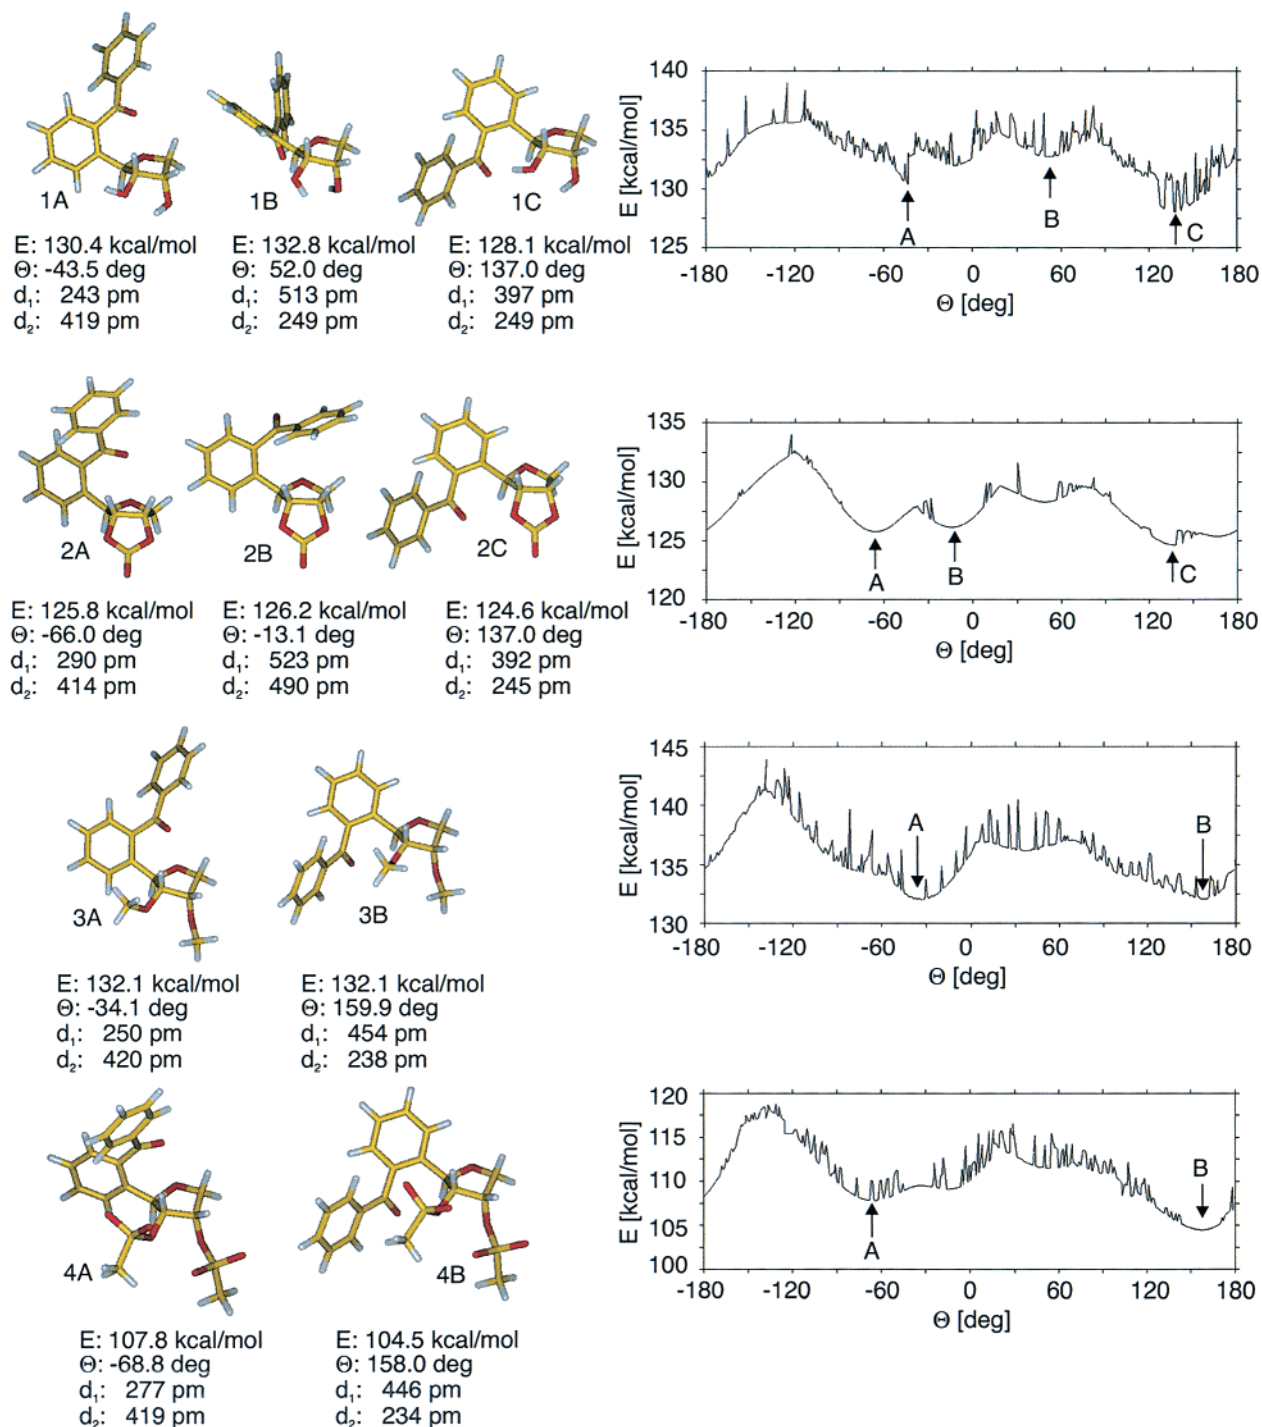 1A
1B
1C
E: 130.4 kcal/mol
Θ: -43.5 deg
d₁: 243 pm
d₂: 419 pm
E: 132.8 kcal/mol
Θ: 52.0 deg
d₁: 513 pm
d₂: 249 pm
E: 128.1 kcal/mol
Θ: 137.0 deg
d₁: 397 pm
d₂: 249 pm
E [kcal/mol]
140
135
130
125
A
B
C
-180 -120 -60 0 60 120 180
Θ [deg]
2A
2B
2C
E: 125.8 kcal/mol
Θ: -66.0 deg
d₁: 290 pm
d₂: 414 pm
E: 126.2 kcal/mol
Θ: -13.1 deg
d₁: 523 pm
d₂: 490 pm
E: 124.6 kcal/mol
Θ: 137.0 deg
d₁: 392 pm
d₂: 245 pm
E [kcal/mol]
135
130
125
120
A
B
C
-180 -120 -60 0 60 120 180
Θ [deg]
3A
3B
E: 132.1 kcal/mol
Θ: -34.1 deg
d₁: 250 pm
d₂: 420 pm
E: 132.1 kcal/mol
Θ: 159.9 deg
d₁: 454 pm
d₂: 238 pm
E [kcal/mol]
145
140
135
130
A
B
-180 -120 -60 0 60 120 180
Θ [deg]
4A
4B
E: 107.8 kcal/mol
Θ: -68.8 deg
d₁: 277 pm
d₂: 419 pm
E: 104.5 kcal/mol
Θ: 158.0 deg
d₁: 446 pm
d₂: 234 pm
E [kcal/mol]
120
115
110
105
100
A
B
-180 -120 -60 0 60 120 180
Θ [deg]